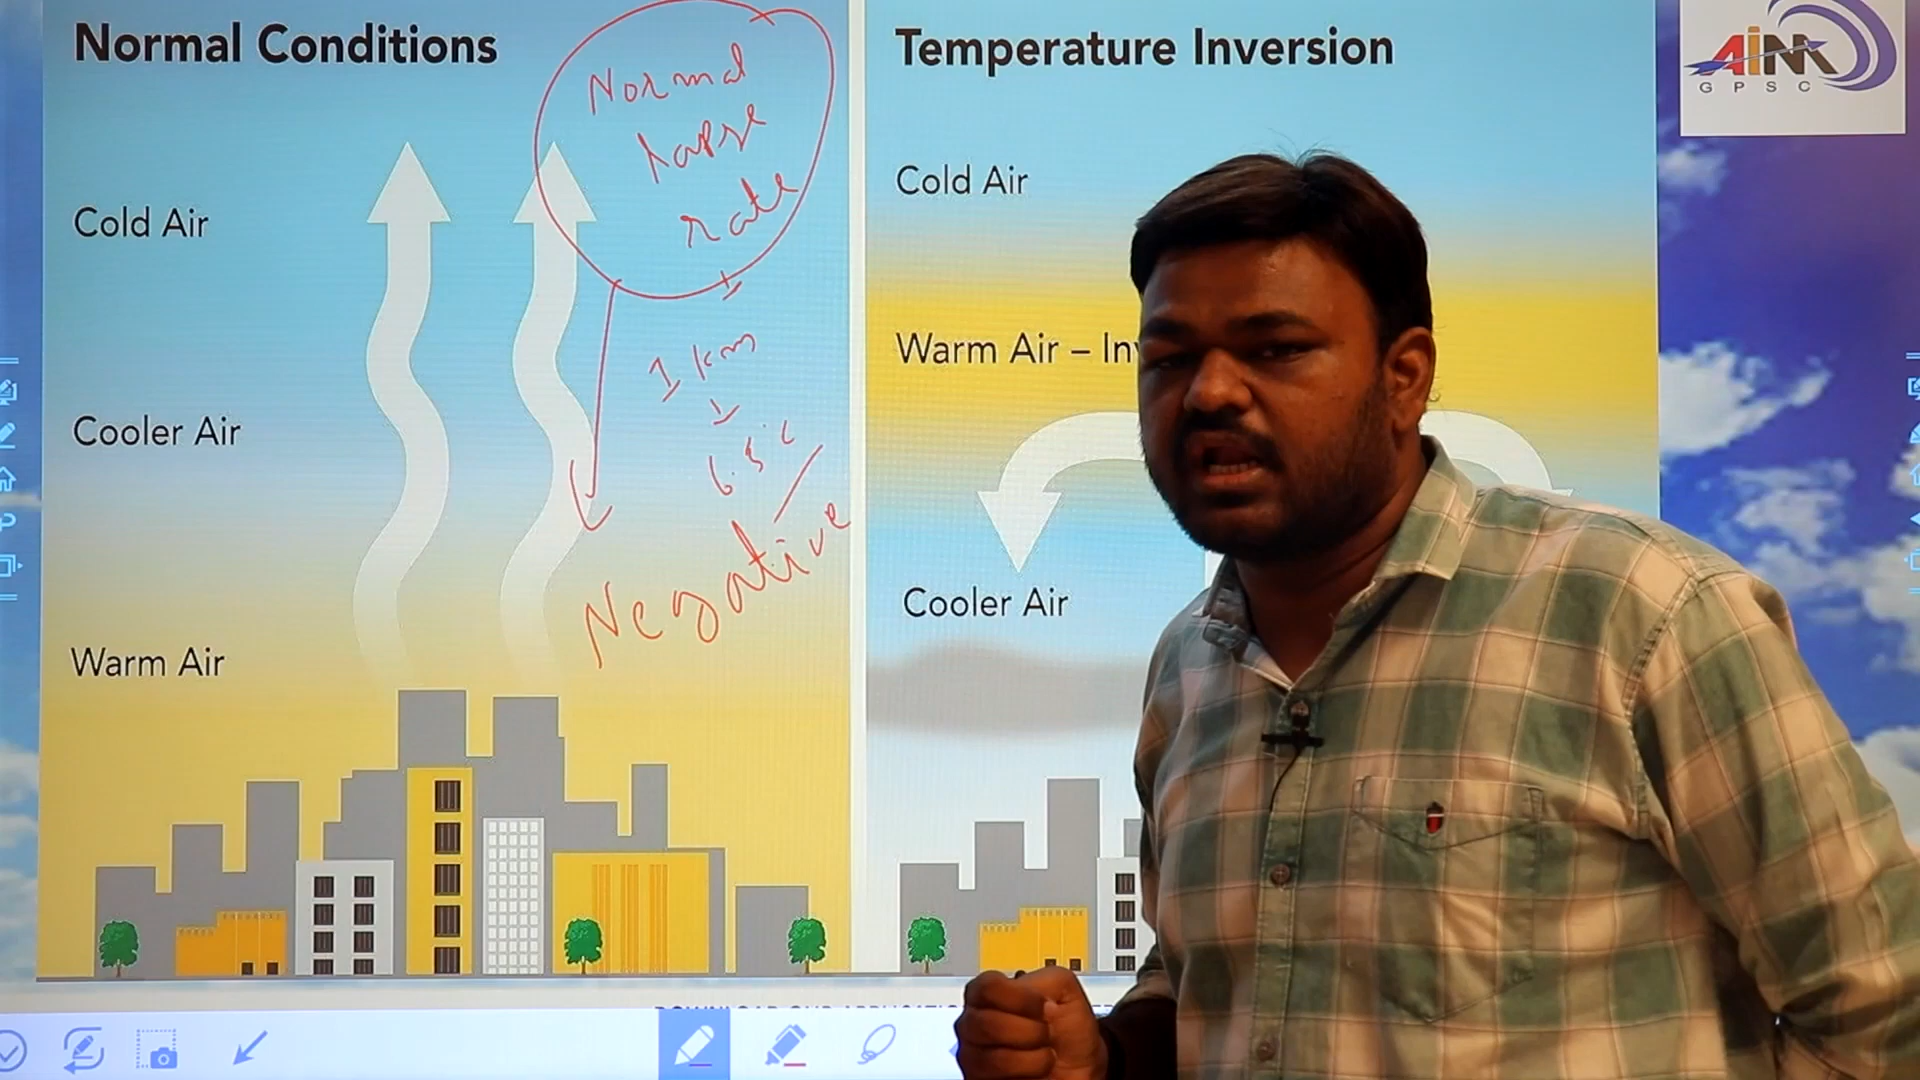 Normal Conditions
Normal
lapse
rate
1 km
6.5°c
Negative
Cold Air
Cooler Air
Warm Air
Temperature Inversion
Cold Air
Warm Air –
Cooler Air
AIM
GPSC